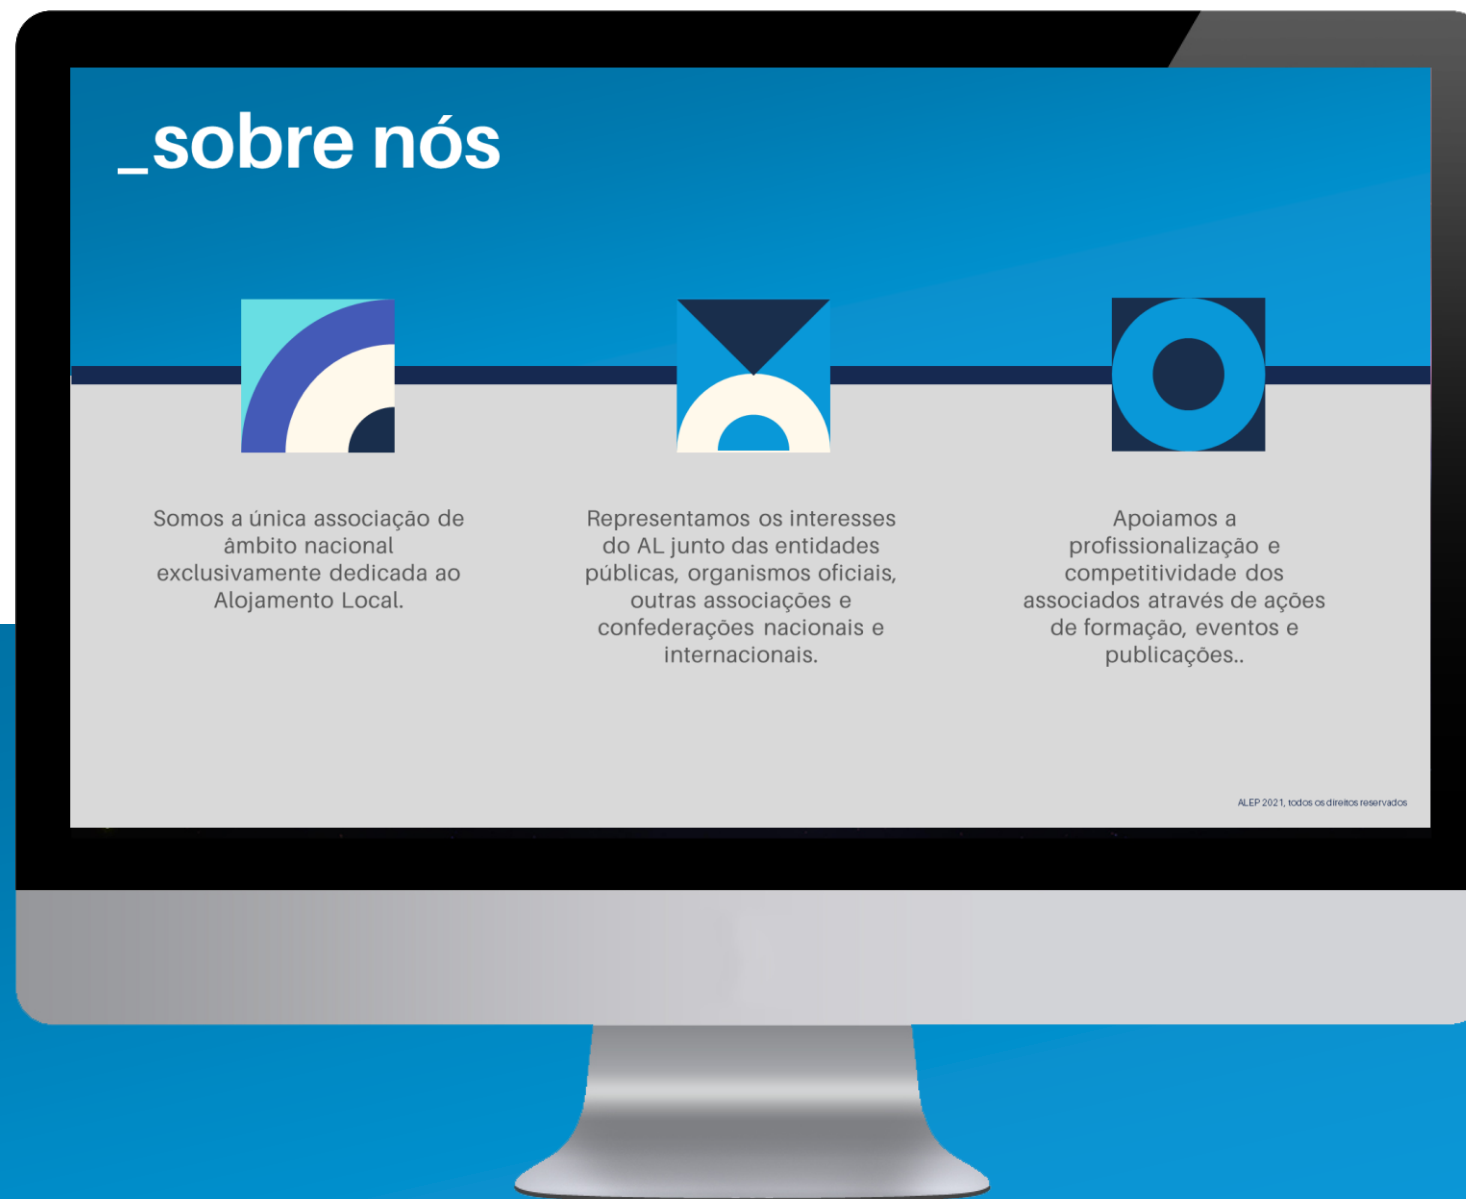 _sobre nós
Somos a única associação de
âmbito nacional
exclusivamente dedicada ao
Alojamento Local.
Representamos os interesses
do AL junto das entidades
públicas, organismos oficiais,
outras associações e
confederações nacionais e
internacionais.
Apoiamos a
profissionalização e
competitividade dos
associados através de ações
de formação, eventos e
publicações..
ALEP 2021, todos os direitos reservados